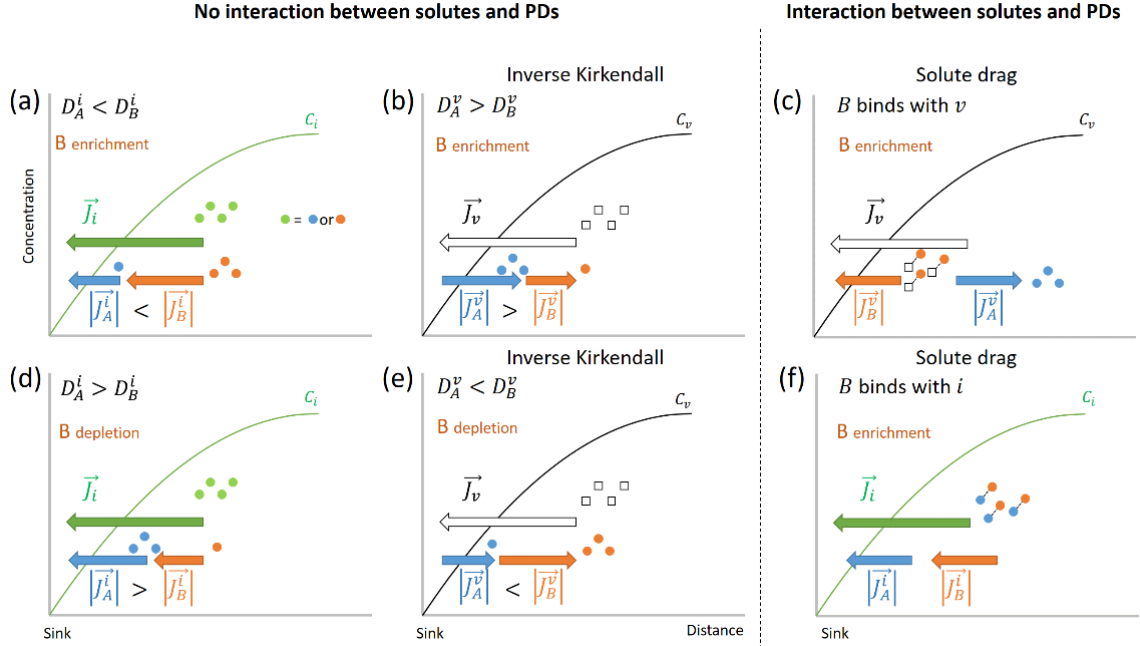 No interaction between solutes and PDs
Interaction between solutes and PDs
Inverse Kirkendall
Solute drag
(a)
D_A^i < D_B^i
B enrichment
C_i
J_i
= or
|J_A^i| < |J_B^i|
Concentration
(b)
D_A^v > D_B^v
B enrichment
C_v
J_v
|J_A^v| > |J_B^v|
(c)
B binds with v
B enrichment
C_v
J_v
|J_B^v|
|J_A^v|
Inverse Kirkendall
Solute drag
(d)
D_A^i > D_B^i
B depletion
C_i
J_i
|J_A^i| > |J_B^i|
Sink
(e)
D_A^v < D_B^v
B depletion
C_v
J_v
|J_A^v| < |J_B^v|
Sink
Distance
(f)
B binds with i
B enrichment
C_i
J_i
|J_A^i|
|J_B^i|
Sink